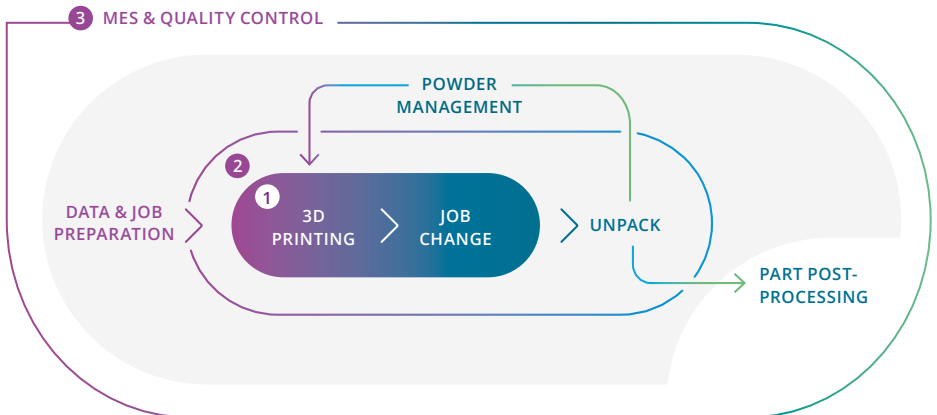 3 MES & QUALITY CONTROL
POWDER
MANAGEMENT
2
1
DATA & JOB
PREPARATION
3D
PRINTING
JOB
CHANGE
UNPACK
PART POST-
PROCESSING